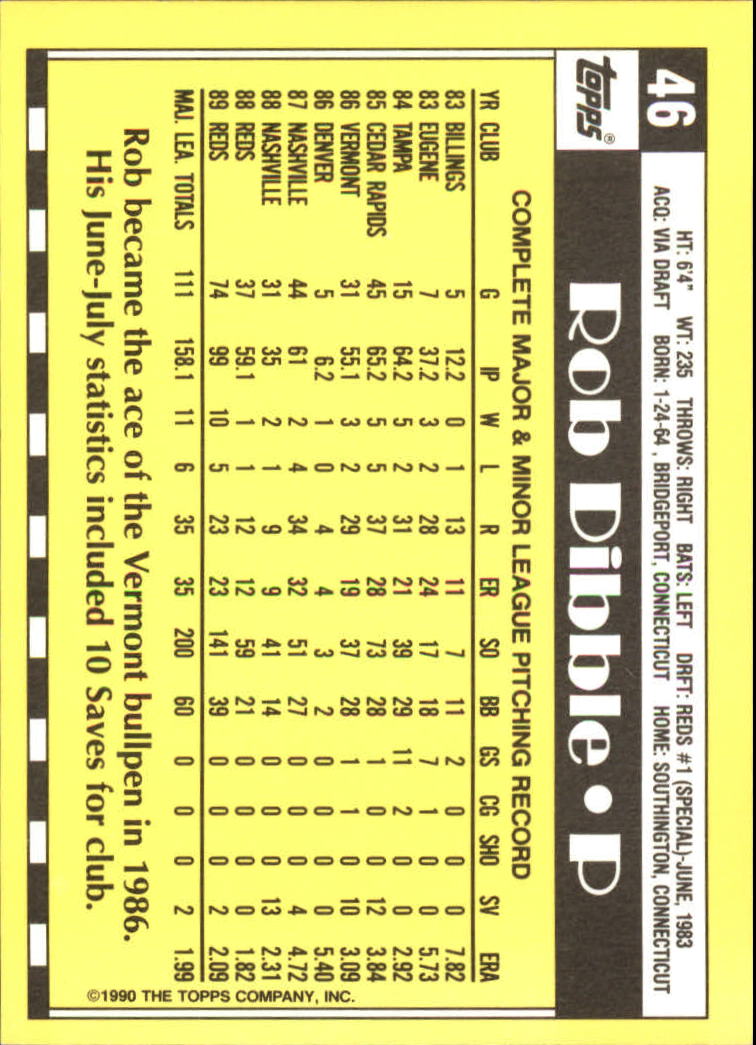 46
HT: 6'4" WT: 235 THROWS: RIGHT BATS: LEFT DRFT: REDS #1 (SPECIAL)-JUNE, 1983
ACQ: VIA DRAFT BORN: 1-24-64 , BRIDGEPORT, CONNECTICUT HOME: SOUTHINGTON, CONNECTICUT
topps®
Rob Dibble • P
COMPLETE MAJOR & MINOR LEAGUE PITCHING RECORD
YR CLUB G IP W L R ER SO BB GS CG SHO SV ERA
83 BILLINGS 5 12.2 0 1 13 11 7 11 2 0 0 0 7.82
83 EUGENE 7 37.2 3 2 28 24 17 18 7 1 0 0 5.73
84 TAMPA 15 64.2 5 2 31 21 39 29 11 2 0 0 2.92
85 CEDAR RAPIDS 45 65.2 5 5 37 28 73 28 1 0 0 12 3.84
86 VERMONT 31 55.1 3 2 29 19 37 28 1 1 0 10 3.09
86 DENVER 5 6.2 1 0 4 4 3 2 0 0 0 0 5.40
87 NASHVILLE 44 61 2 4 34 32 51 27 0 0 0 4 4.72
88 NASHVILLE 31 35 2 1 9 9 41 14 0 0 0 13 2.31
88 REDS 37 59.1 1 1 12 12 59 21 0 0 0 0 1.82
89 REDS 74 99 10 5 23 23 141 39 0 0 0 2 2.09
MAJ. LEA. TOTALS 111 158.1 11 6 35 35 200 60 0 0 0 2 1.99
Rob became the ace of the Vermont bullpen in 1986.
His June-July statistics included 10 Saves for club.
©1990 THE TOPPS COMPANY, INC.